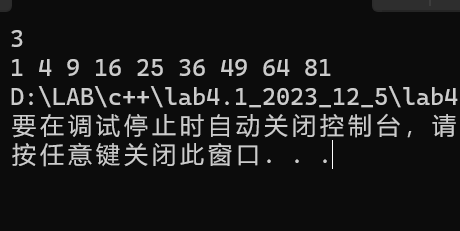 3
1 4 9 16 25 36 49 64 81
D:\LAB\c++\lab4.1_2023_12_5\lab4
要在调试停止时自动关闭控制台，请
按任意键关闭此窗口. . .